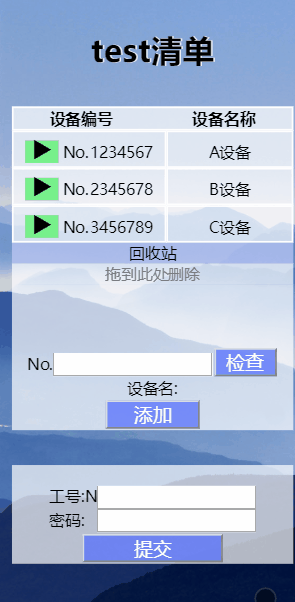 test清单
设备编号 设备名称
No.1234567 A设备
No.2345678 B设备
No.3456789 C设备
回收站
拖到此处删除
No. 检查
设备名:
添加
工号:N
密码:
提交